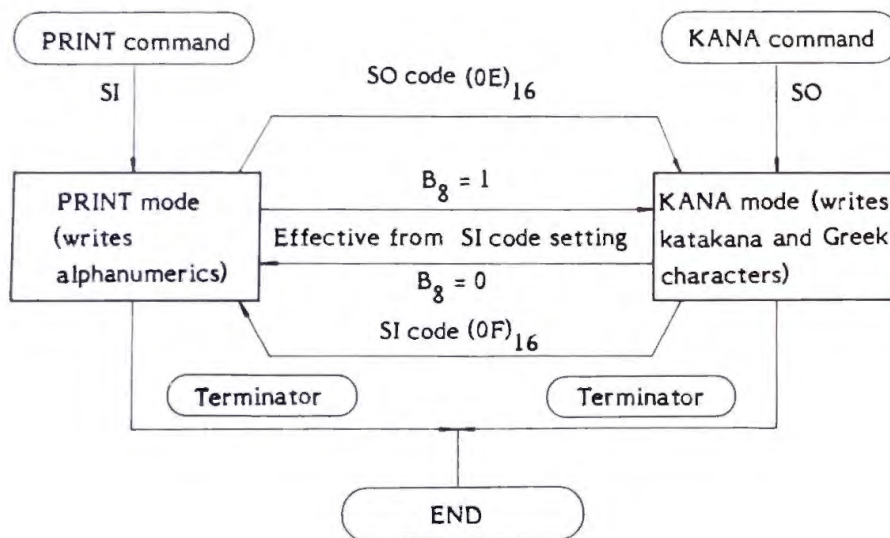 PRINT command
KANA command
SI
SO code (0E)16
SO
B8 = 1
PRINT mode
(writes
alphanumerics)
Effective from SI code setting
KANA mode (writes
katakana and Greek
characters)
B8 = 0
SI code (0F)16
Terminator
Terminator
END